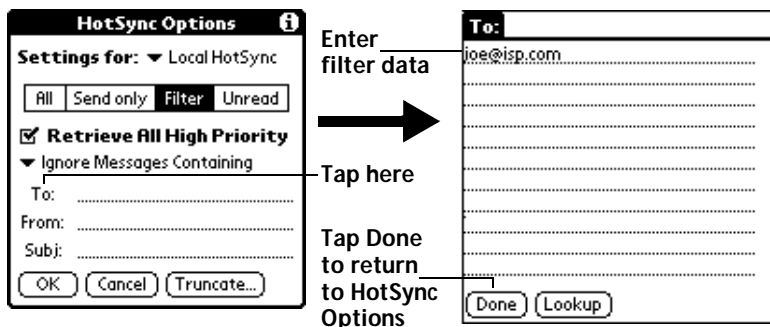 HotSync Options
Settings for: Local HotSync
All Send only Filter Unread
Retrieve All High Priority
Ignore Messages Containing
To:
From:
Subj:
OK Cancel Truncate...
Enter
filter data
Tap here
Tap Done
to return
to HotSync
Options
To:
joe@isp.com
Done Lookup